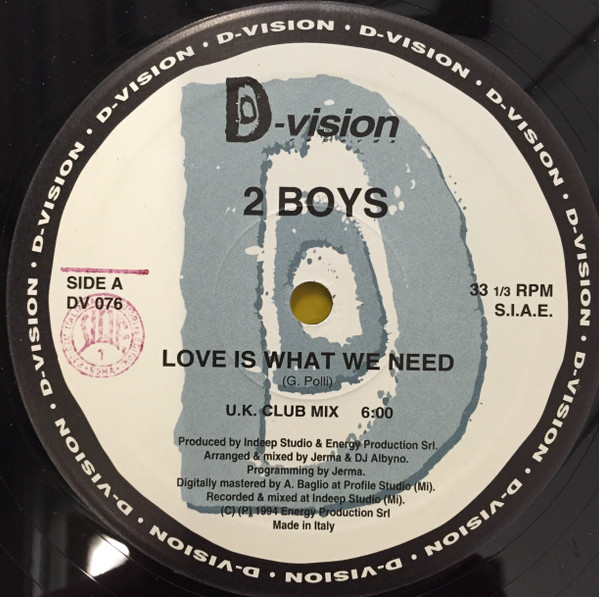 D-VISION • D-VISION • D-VISION • D-VISION • D-VISION • D-VISION • D-VISION • D-VISION • D-VISION • D-VISION • D-VISION • D-VISION •
D-vision
2 BOYS
SIDE A
DV 076
33 1/3 RPM
S.I.A.E.
LOVE IS WHAT WE NEED
(G. Polli)
U.K. CLUB MIX 6:00
Produced by Indeep Studio & Energy Production Srl.
Arranged & mixed by Jerma & DJ Albyno.
Programming by Jerma.
Digitally mastered by A. Baglio at Profile Studio (Mi).
Recorded & mixed at Indeep Studio (Mi).
(C) (P) 1994 Energy Production Srl
Made in Italy